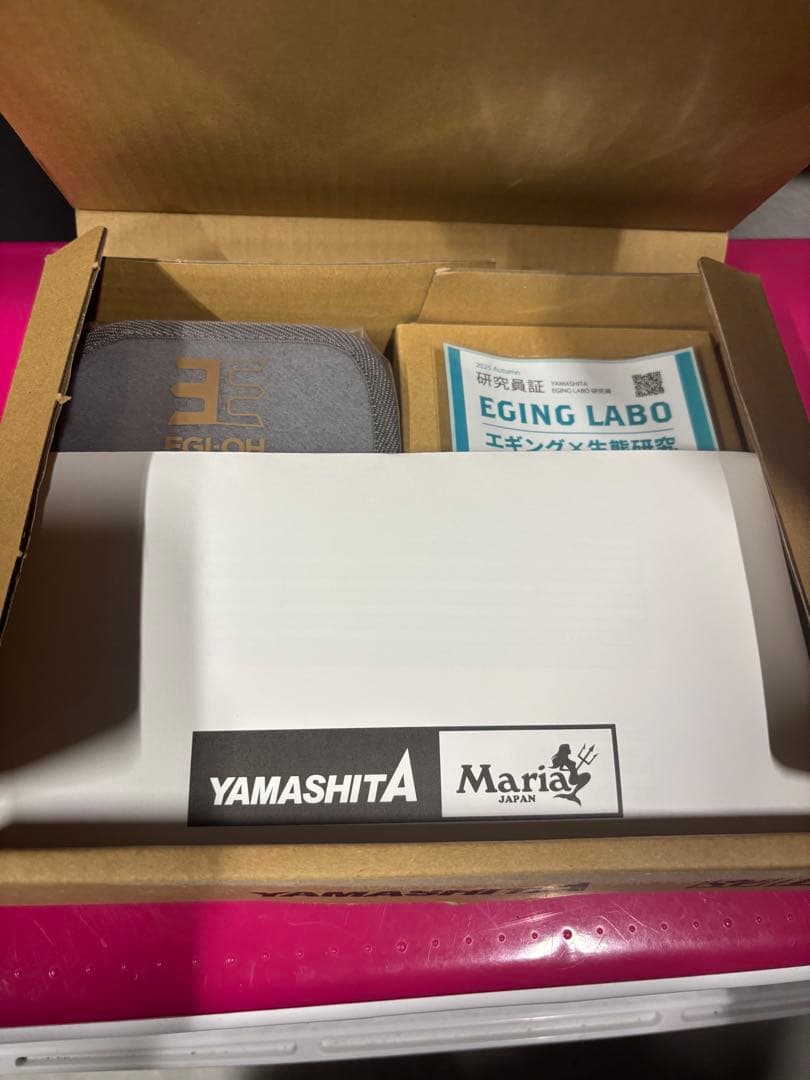 EGI-OH
2025 Autumn
研究員証
YAMASHITA
EGING LABO 研究員
EGING LABO
エギング×生態研究
YAMASHITA
Maria
JAPAN
YAMASHITA